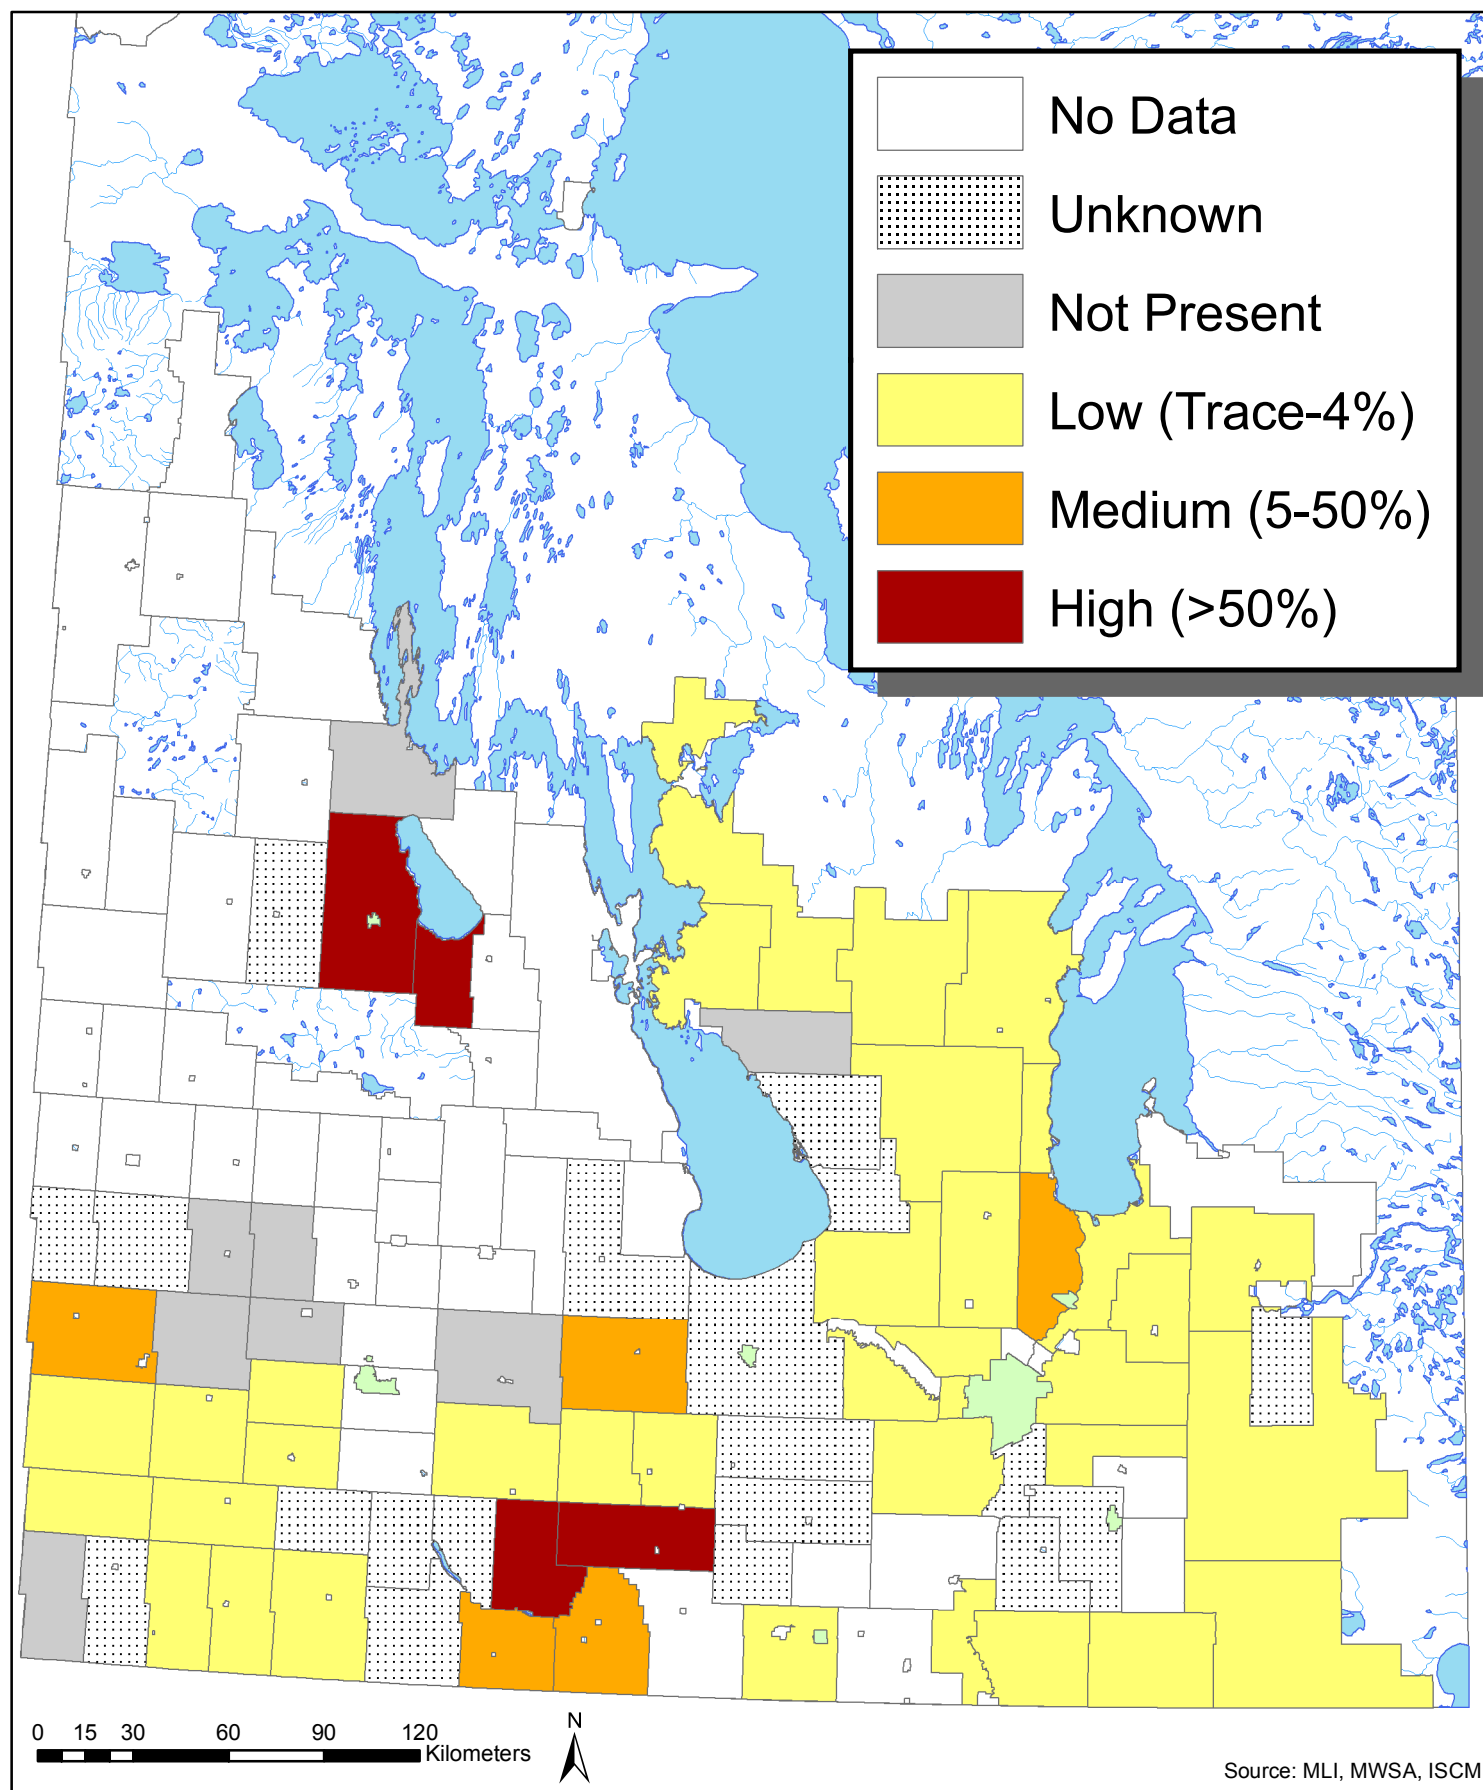 No Data
Unknown
Not Present
Low (Trace-4%)
Medium (5-50%)
High (>50%)
0 15 30 60 90 120
Kilometers
N
Source: MLI, MWSA, ISCM